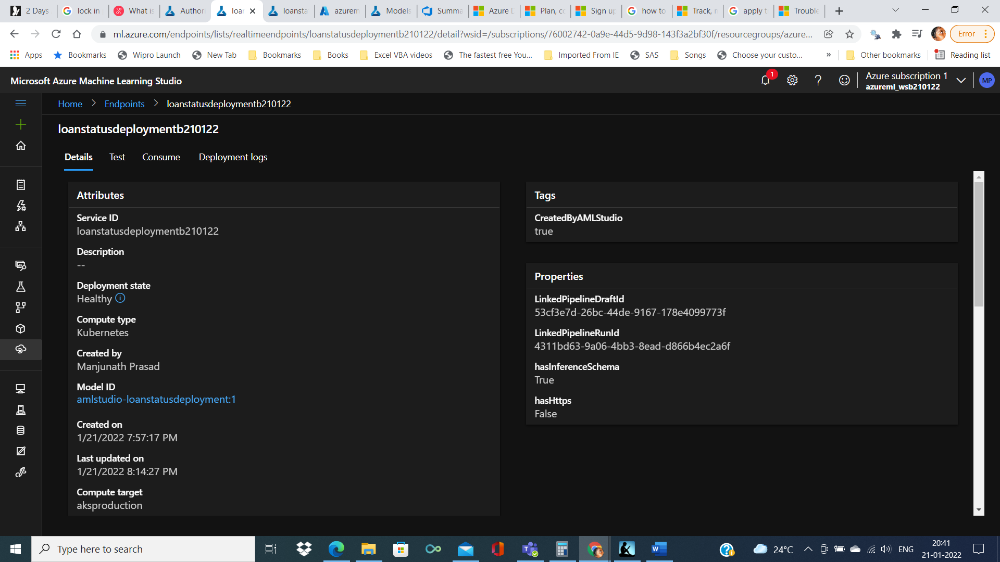 2 Days
lock in
What is
Authori
loan
loansta
azurem
Models
Summa
Azure D
Plan, co
Sign up
how to
Track, m
apply t
Trouble
ml.azure.com/endpoints/lists/realtimeendpoints/loanstatusdeploymentb210122/detail?wsid=/subscriptions/76002742-0a9e-44d5-9d98-143f3a2bf30f/resourcegroups/azure...
Error
Apps
Bookmarks
Wipro Launch
New Tab
Bookmarks
Books
Excel VBA videos
The fastest free You...
Imported From IE
SAS
Songs
Choose your custo...
»
Other bookmarks
Reading list
Microsoft Azure Machine Learning Studio
1
Azure subscription 1
azureml_wsb210122
MP
Home > Endpoints > loanstatusdeploymentb210122
loanstatusdeploymentb210122
Details
Test
Consume
Deployment logs
Attributes
Service ID
loanstatusdeploymentb210122
Description
--
Deployment state
Healthy
Compute type
Kubernetes
Created by
Manjunath Prasad
Model ID
amlstudio-loanstatusdeployment:1
Created on
1/21/2022 7:57:17 PM
Last updated on
1/21/2022 8:14:27 PM
Compute target
aksproduction
Tags
CreatedByAMLStudio
true
Properties
LinkedPipelineDraftId
53cf3e7d-26bc-44de-9167-178e4099773f
LinkedPipelineRunId
4311bd63-9a06-4bb3-8ead-d866b4ec2a6f
hasInferenceSchema
True
hasHttps
False
Type here to search
24°C
ENG
20:41
21-01-2022